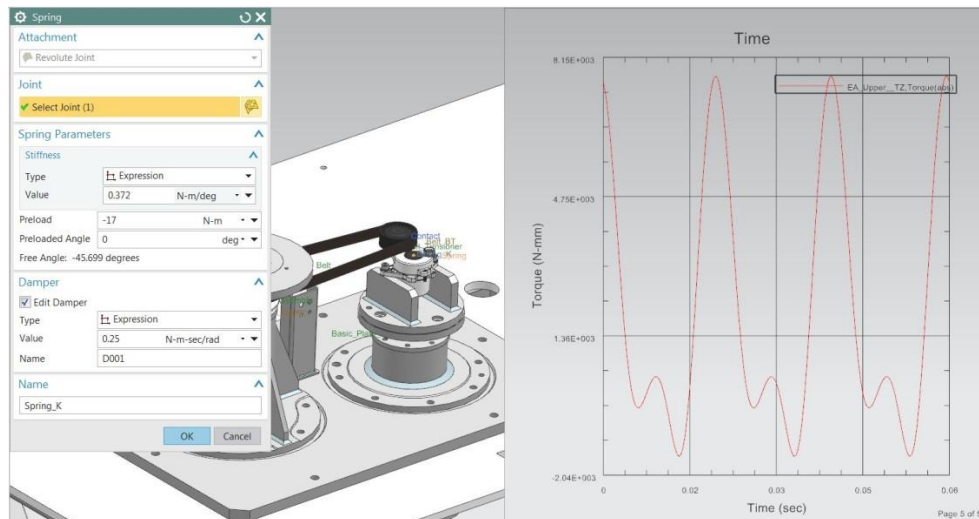 Spring
Attachment
Revolute Joint
Joint
Select Joint (1)
Spring Parameters
Stiffness
Type Expression
Value 0.372 N-m/deg
Preload -17 N-m
Preloaded Angle 0 deg
Free Angle: -45.699 degrees
Damper
Edit Damper
Type Expression
Value 0.25 N-m-sec/rad
Name D001
Name
Spring_K
OK Cancel
Contact
Belt_BT
Belt
Basic_Plate
Time
8.15E+003
EA_Upper__TZ,Torque(abs)
4.75E+003
Torque (N-mm)
1.36E+003
-2.04E+003
0 0.02 0.03 0.05 0.06
Time (sec)